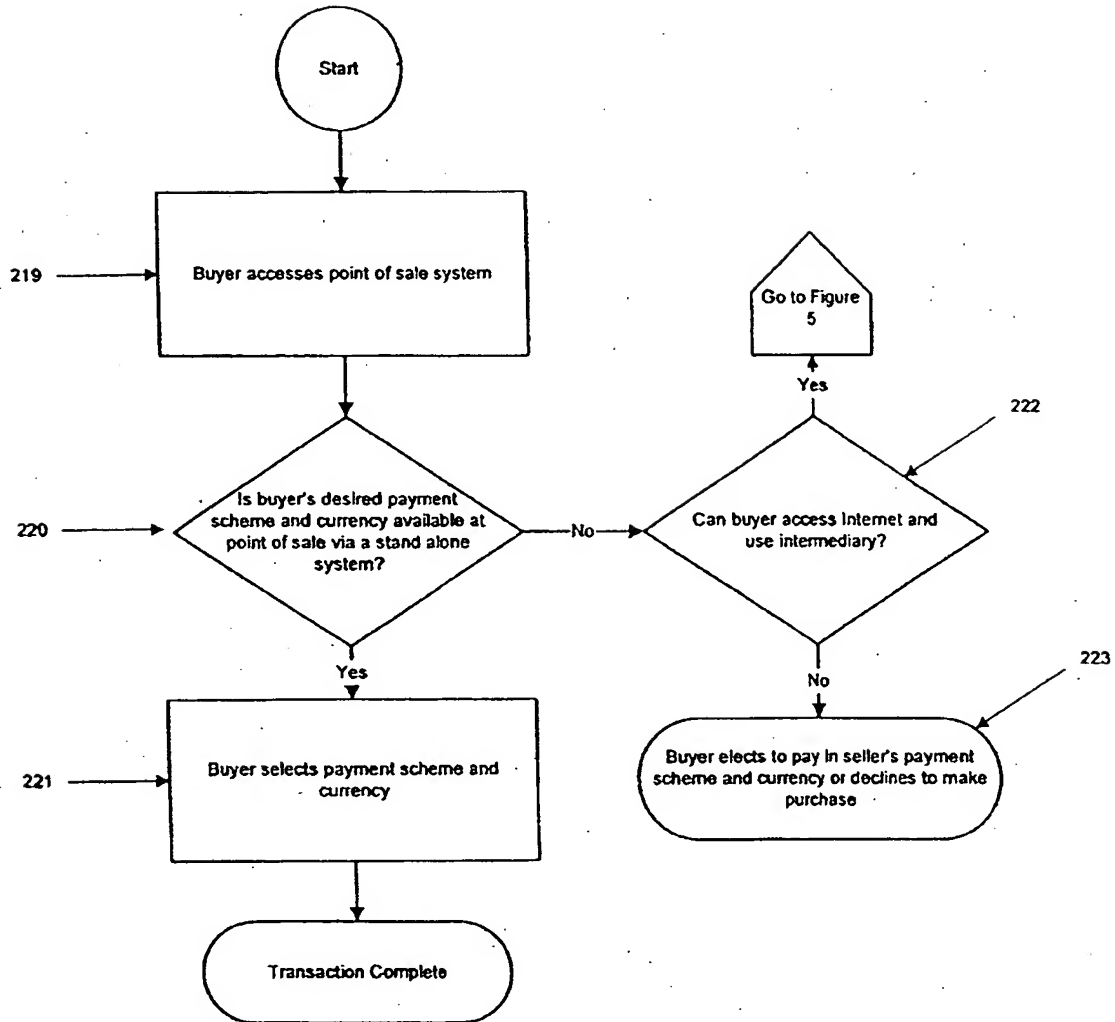 Start
219
Buyer accesses point of sale system
Go to Figure
5
Yes
222
220
Is buyer's desired payment
scheme and currency available at
point of sale via a stand alone
system?
No
Can buyer access Internet and
use intermediary?
Yes
No
223
221
Buyer selects payment scheme and
currency
Buyer elects to pay in seller's payment
scheme and currency or declines to make
purchase
Transaction Complete